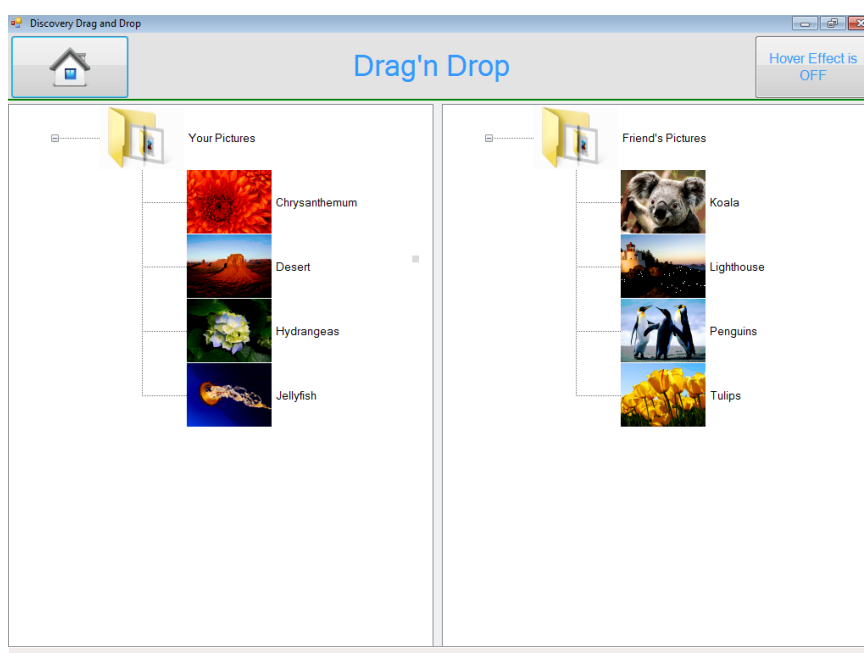 Discovery Drag and Drop
Drag'n Drop
Hover Effect is
OFF
Your Pictures
Chrysanthemum
Desert
Hydrangeas
Jellyfish
Friend's Pictures
Koala
Lighthouse
Penguins
Tulips